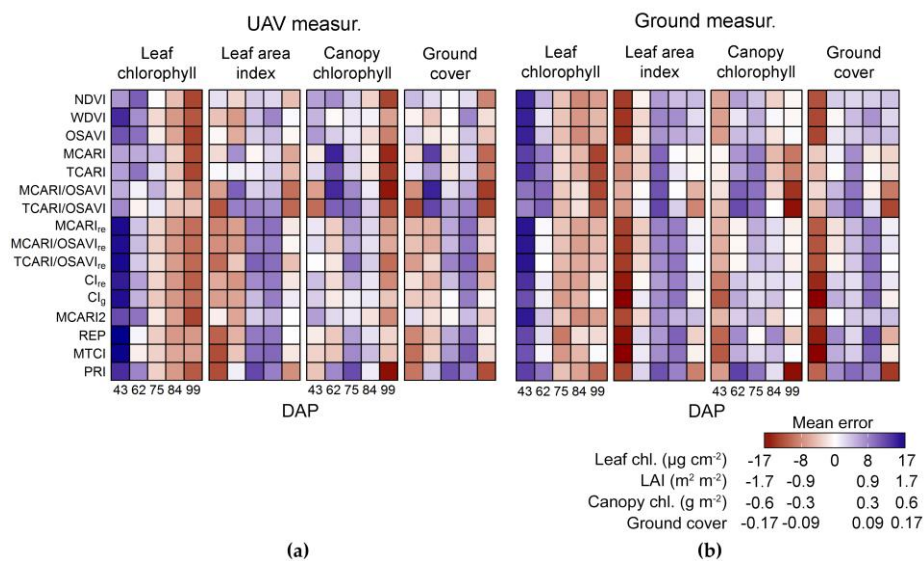 (a) UAV measur.
Leaf chlorophyll
Leaf area index
Canopy chlorophyll
Ground cover
(b) Ground measur.
Leaf chlorophyll
Leaf area index
Canopy chlorophyll
Ground cover
NDVI
WDVI
OSAVI
MCARI
TCARI
MCARI/OSAVI
TCARI/OSAVI
MCARIre
MCARI/OSAVIre
TCARI/OSAVIre
CIre
CIg
MCARI2
REP
MTCI
PRI
43 62 75 84 99
43 62 75 84 99
DAP
43 62 75 84 99
43 62 75 84 99
DAP
Mean error
Leaf chl. (µg cm-2) -17 -8 0 8 17
LAI (m2 m-2) -1.7 -0.9 0.9 1.7
Canopy chl. (g m-2) -0.6 -0.3 0.3 0.6
Ground cover -0.17 -0.09 0.09 0.17
(a)
(b)